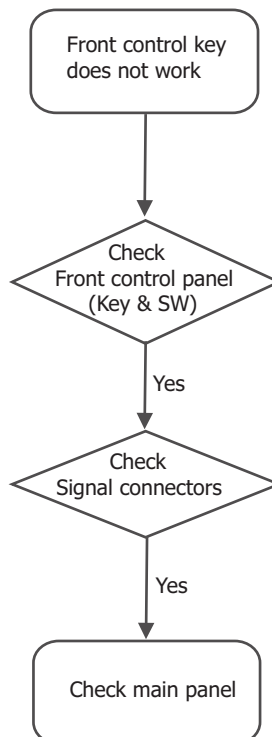 Front control key
does not work
Check
Front control panel
(Key & SW)
Yes
Check
Signal connectors
Yes
Check main panel